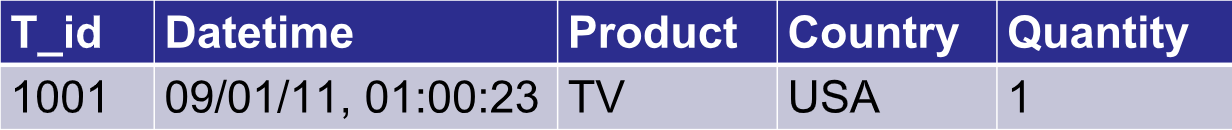 T_id Datetime Product Country Quantity
1001 09/01/11, 01:00:23 TV USA 1